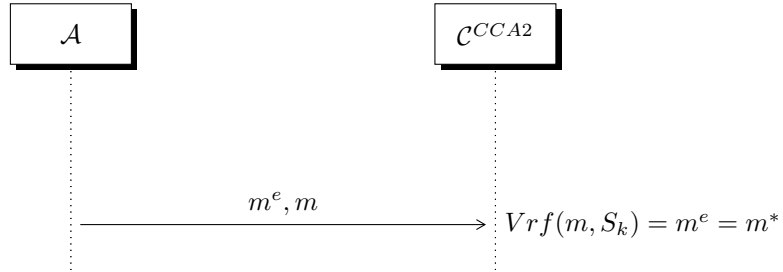 𝒜
𝒞^{CCA2}
m^e, m
Vrf(m, S_k) = m^e = m^*